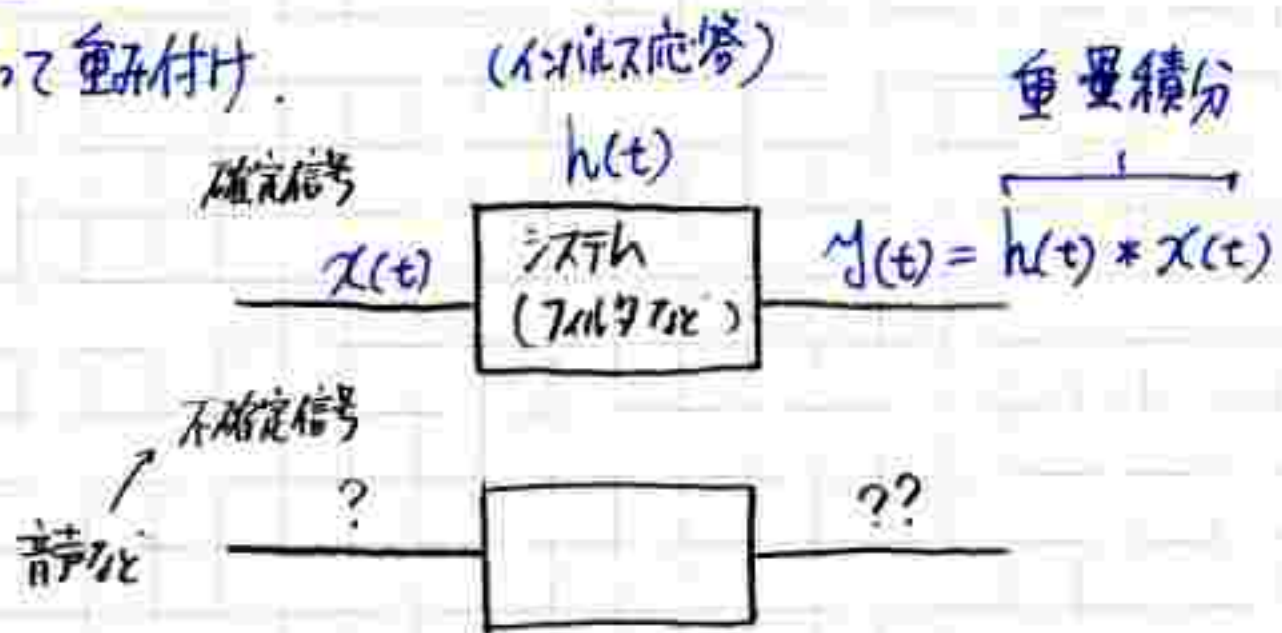 って重み付け.
(インパルス応答)
重畳積分
確定信号
h(t)
x(t)
システム
(フィルタなど)
y(t) = h(t) * x(t)
不確定信号
?
??
音声など